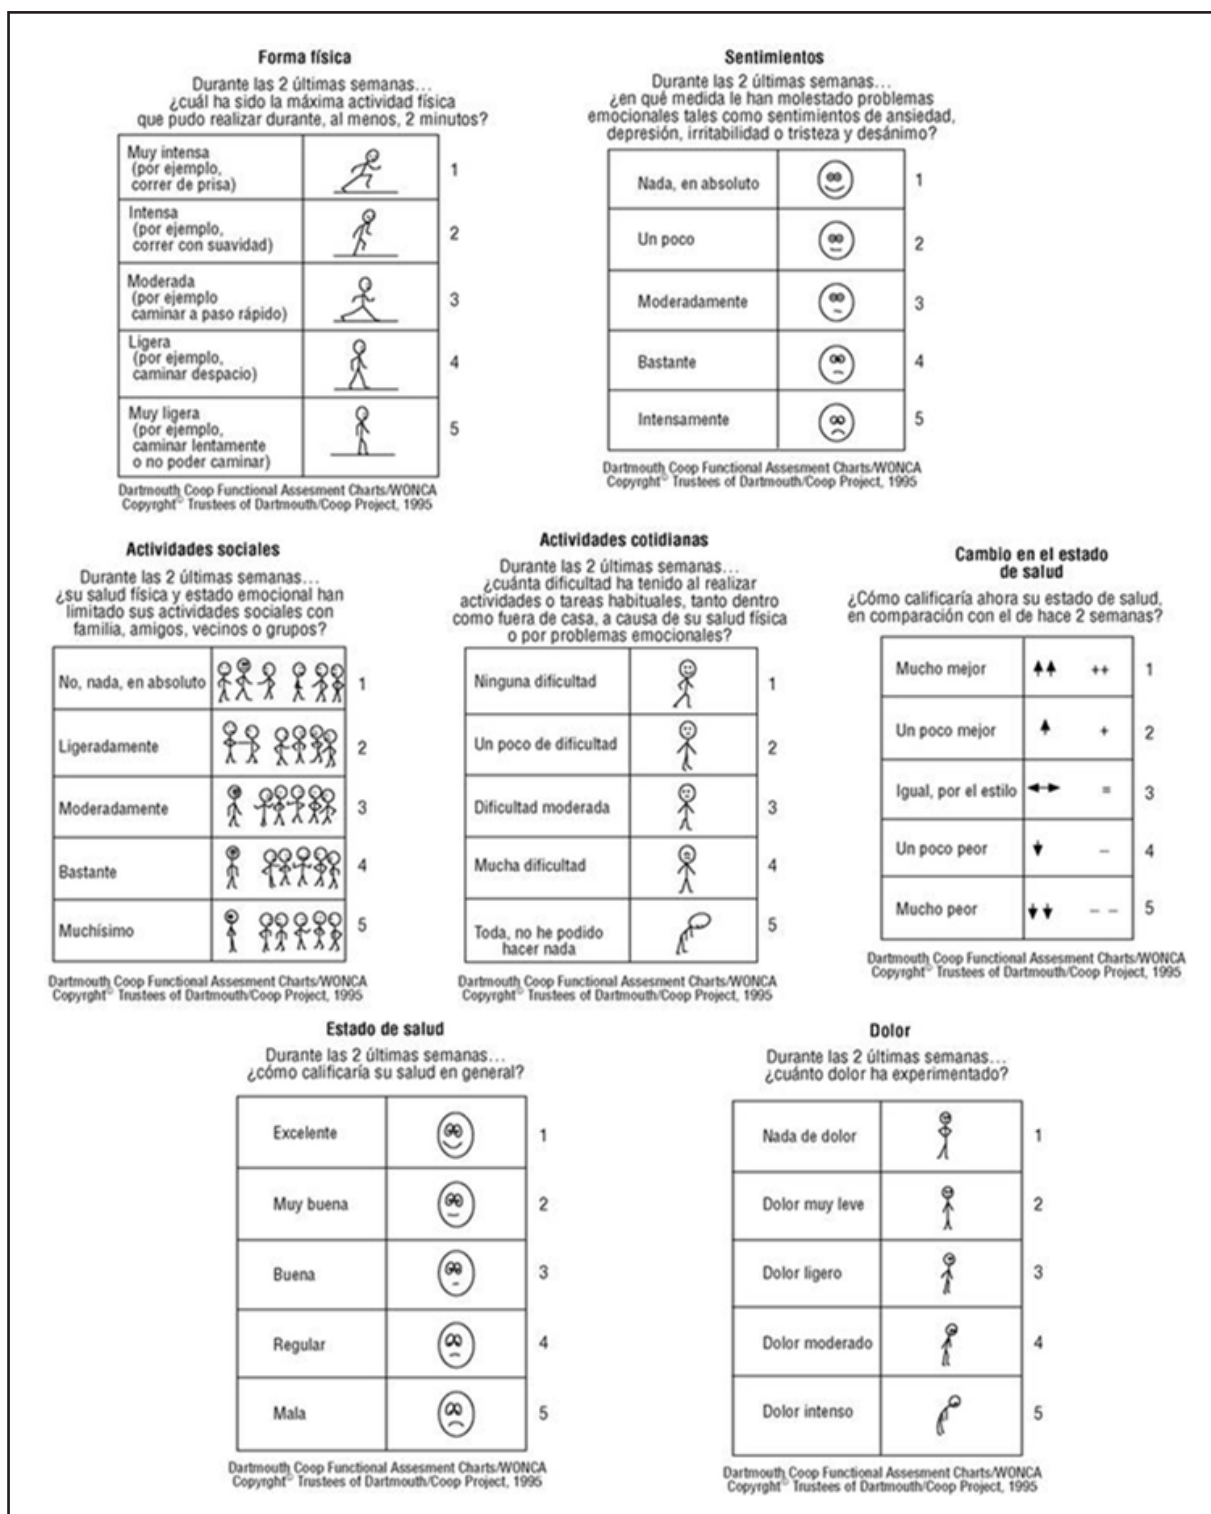 Forma física
Durante las 2 últimas semanas...
¿cuál ha sido la máxima actividad física
que pudo realizar durante, al menos, 2 minutos?
Muy intensa
(por ejemplo,
correr de prisa)
1
Intensa
(por ejemplo,
correr con suavidad)
2
Moderada
(por ejemplo
caminar a paso rápido)
3
Ligera
(por ejemplo,
caminar despacio)
4
Muy ligera
(por ejemplo,
caminar lentamente
o no poder caminar)
5
Dartmouth Coop Functional Assesment Charts/WONCA
Copyrght© Trustees of Dartmouth/Coop Project, 1995
Sentimientos
Durante las 2 últimas semanas...
¿en qué medida le han molestado problemas
emocionales tales como sentimientos de ansiedad,
depresión, irritabilidad o tristeza y desánimo?
Nada, en absoluto
1
Un poco
2
Moderadamente
3
Bastante
4
Intensamente
5
Dartmouth Coop Functional Assesment Charts/WONCA
Copyrght© Trustees of Dartmouth/Coop Project, 1995
Actividades sociales
Durante las 2 últimas semanas...
¿su salud física y estado emocional han
limitado sus actividades sociales con
familia, amigos, vecinos o grupos?
No, nada, en absoluto
1
Ligeradamente
2
Moderadamente
3
Bastante
4
Muchísimo
5
Dartmouth Coop Functional Assesment Charts/WONCA
Copyrght© Trustees of Dartmouth/Coop Project, 1995
Actividades cotidianas
Durante las 2 últimas semanas...
¿cuánta dificultad ha tenido al realizar
actividades o tareas habituales, tanto dentro
como fuera de casa, a causa de su salud física
o por problemas emocionales?
Ninguna dificultad
1
Un poco de dificultad
2
Dificultad moderada
3
Mucha dificultad
4
Toda, no he podido
hacer nada
5
Dartmouth Coop Functional Assesment Charts/WONCA
Copyrght© Trustees of Dartmouth/Coop Project, 1995
Cambio en el estado
de salud
¿Cómo calificaría ahora su estado de salud,
en comparación con el de hace 2 semanas?
Mucho mejor ++ 1
Un poco mejor + 2
Igual, por el estilo = 3
Un poco peor – 4
Mucho peor – – 5
Dartmouth Coop Functional Assesment Charts/WONCA
Copyrght© Trustees of Dartmouth/Coop Project, 1995
Estado de salud
Durante las 2 últimas semanas...
¿cómo calificaría su salud en general?
Excelente
1
Muy buena
2
Buena
3
Regular
4
Mala
5
Dartmouth Coop Functional Assesment Charts/WONCA
Copyrght© Trustees of Dartmouth/Coop Project, 1995
Dolor
Durante las 2 últimas semanas...
¿cuánto dolor ha experimentado?
Nada de dolor
1
Dolor muy leve
2
Dolor ligero
3
Dolor moderado
4
Dolor intenso
5
Dartmouth Coop Functional Assesment Charts/WONCA
Copyrght© Trustees of Dartmouth/Coop Project, 1995